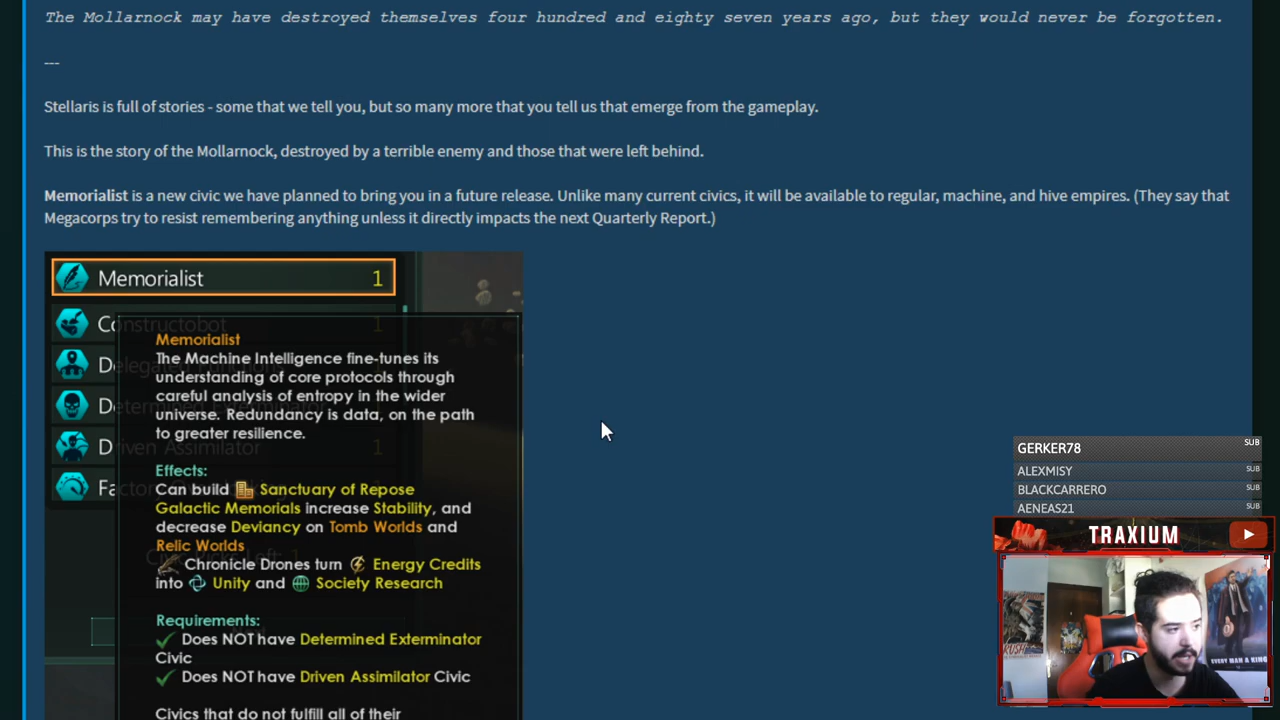 The Mollarnock may have destroyed themselves four hundred and eighty seven years ago, but they would never be forgotten.
---
Stellaris is full of stories - some that we tell you, but so many more that you tell us that emerge from the gameplay.
This is the story of the Mollarnock, destroyed by a terrible enemy and those that were left behind.
Memorialist is a new civic we have planned to bring you in a future release. Unlike many current civics, it will be available to regular, machine, and hive empires. (They say that
Megacorps try to resist remembering anything unless it directly impacts the next Quarterly Report.)
Memorialist 1
Constructobot 1
Memorialist
The Machine Intelligence fine-tunes its
understanding of core protocols through
careful analysis of entropy in the wider
universe. Redundancy is data, on the path
to greater resilience.
Driven Assimilator 1
Effects:
Can build Sanctuary of Repose
Galactic Memorials increase Stability, and
decrease Deviancy on Tomb Worlds and
Relic Worlds
Chronicle Drones turn Energy Credits
into Unity and Society Research
Requirements:
Does NOT have Determined Exterminator
Civic
Does NOT have Driven Assimilator Civic
Civics that do not fulfill all of their
GERKER78 SUB
ALEXMISY SUB
BLACKCARRERO SUB
AENEAS21 SUB
TRAXIUM
EVERY MAN A KING